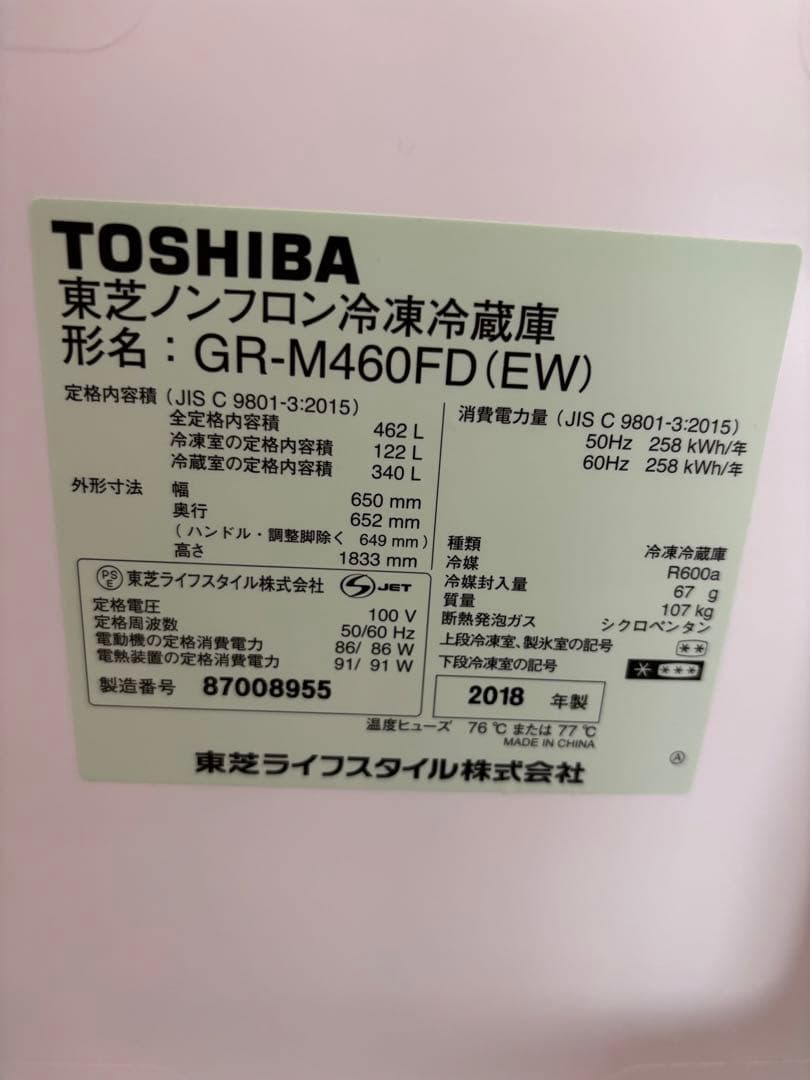 TOSHIBA
東芝ノンフロン冷凍冷蔵庫
形名：GR-M460FD(EW)
定格内容積（JIS C 9801-3:2015）
全定格内容積 462 L
冷凍室の定格内容積 122 L
冷蔵室の定格内容積 340 L
外形寸法 幅 650 mm
奥行 652 mm
（ハンドル・調整脚除く 649 mm）
高さ 1833 mm
消費電力量（JIS C 9801-3:2015）
50Hz 258 kWh/年
60Hz 258 kWh/年
種類 冷凍冷蔵庫
冷媒 R600a
冷媒封入量 67 g
質量 107 kg
断熱発泡ガス シクロペンタン
上段冷凍室、製氷室の記号 **
下段冷凍室の記号 * ***
PSE 東芝ライフスタイル株式会社 S JET
定格電圧 100 V
定格周波数 50/60 Hz
電動機の定格消費電力 86/ 86 W
電熱装置の定格消費電力 91/ 91 W
製造番号 87008955
2018 年製
温度ヒューズ 76 ℃ または 77 ℃
MADE IN CHINA
東芝ライフスタイル株式会社
Ⓐ